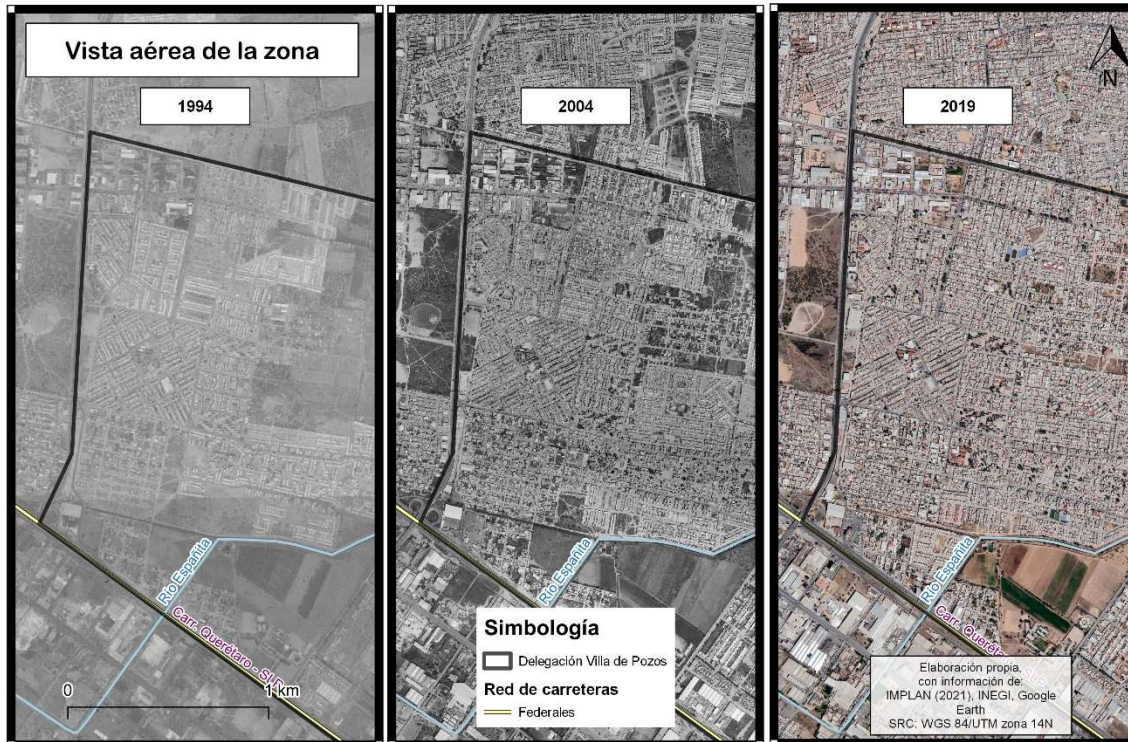 Vista aérea de la zona
1994
2004
2019
N
Río Españita
Carr. Querétaro - SLP
0 1 km
Río Españita
Simbología
Delegación Villa de Pozos
Red de carreteras
Federales
Río Españita
Carr. Querétaro
Elaboración propia,
con información de:
IMPLAN (2021), INEGI, Google
Earth
SRC: WGS 84/UTM zona 14N